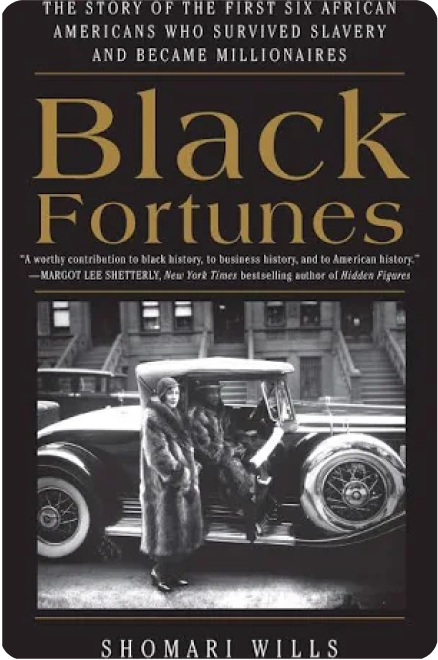 THE STORY OF THE FIRST SIX AFRICAN
AMERICANS WHO SURVIVED SLAVERY
AND BECAME MILLIONAIRES
Black
Fortunes
“A worthy contribution to black history, to business history, and to American history.”
—MARGOT LEE SHETTERLY, New York Times bestselling author of Hidden Figures
SHOMARI WILLS